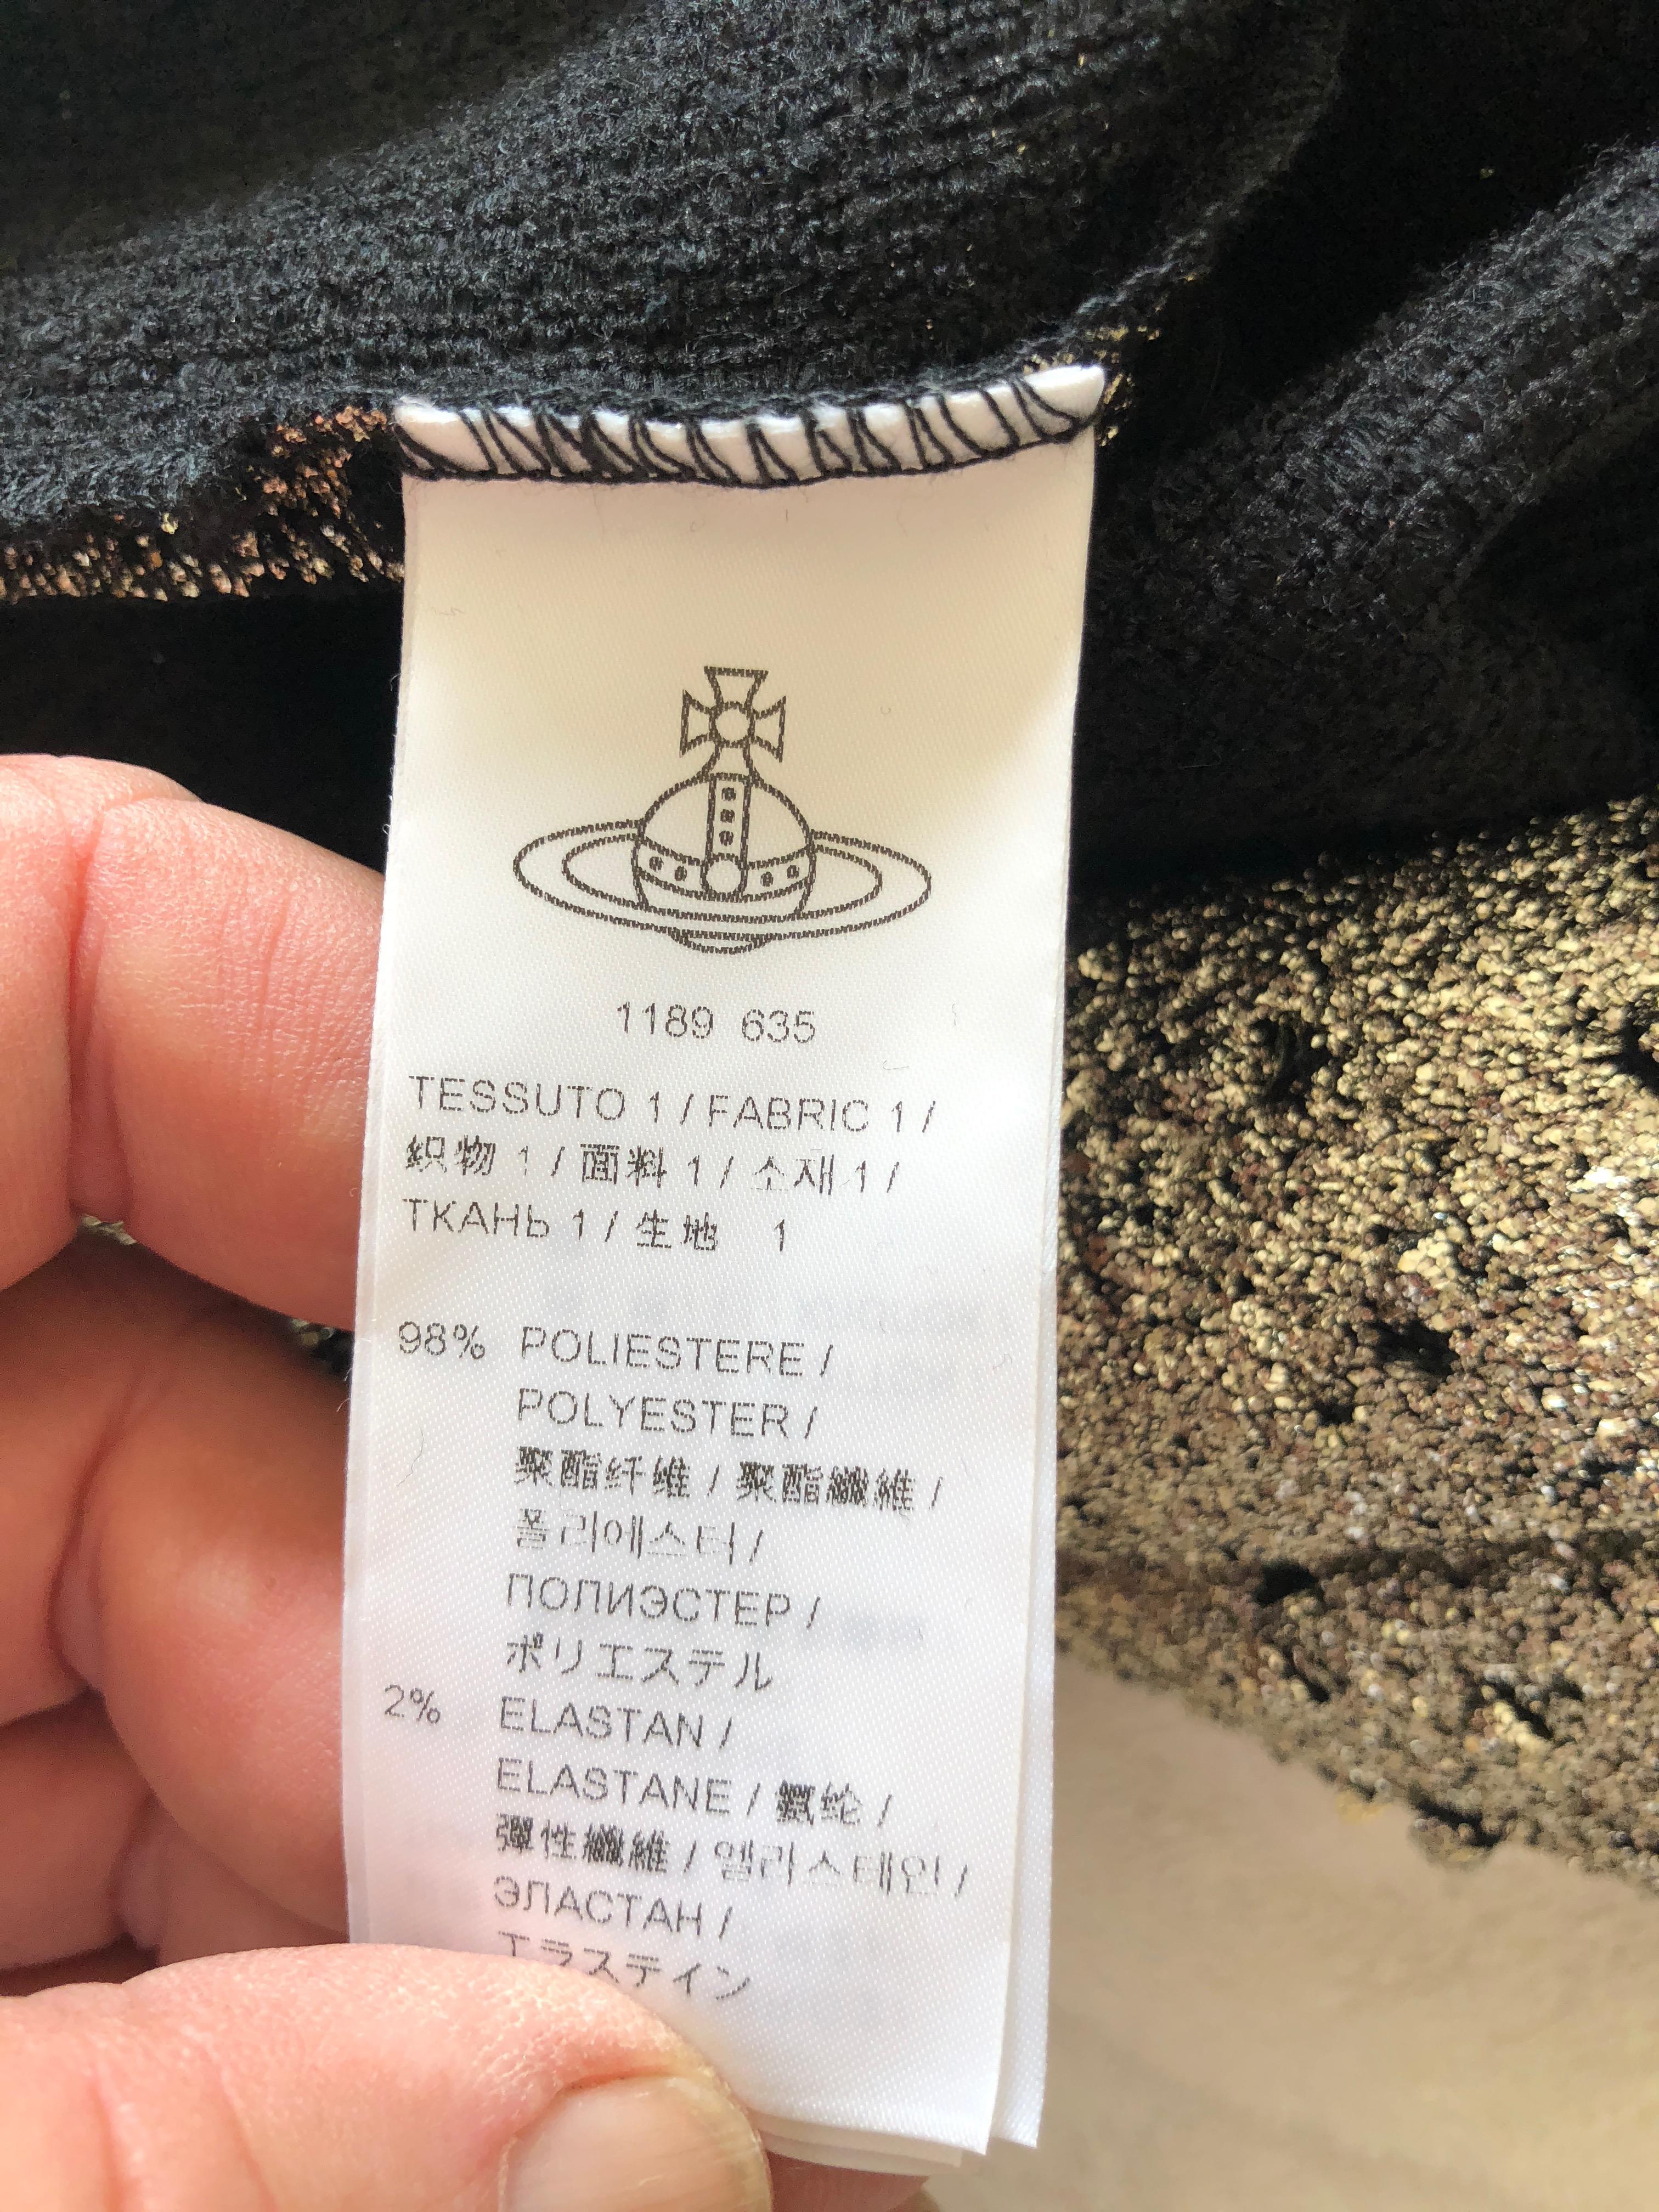 1189 635
TESSUTO 1 / FABRIC 1 /
织物 1 / 面料 1 / 소재 1 /
ТКАНЬ 1 / 生地 1
98% POLIESTERE /
POLYESTER /
聚酯纤维 / 聚酯纖維 /
폴리에스터 /
ПОЛИЭСТЕР /
ポリエステル
2% ELASTAN /
ELASTANE / 氨纶 /
彈性纖維 / 엘라스테인 /
ЭЛАСТАН /
エラステイン